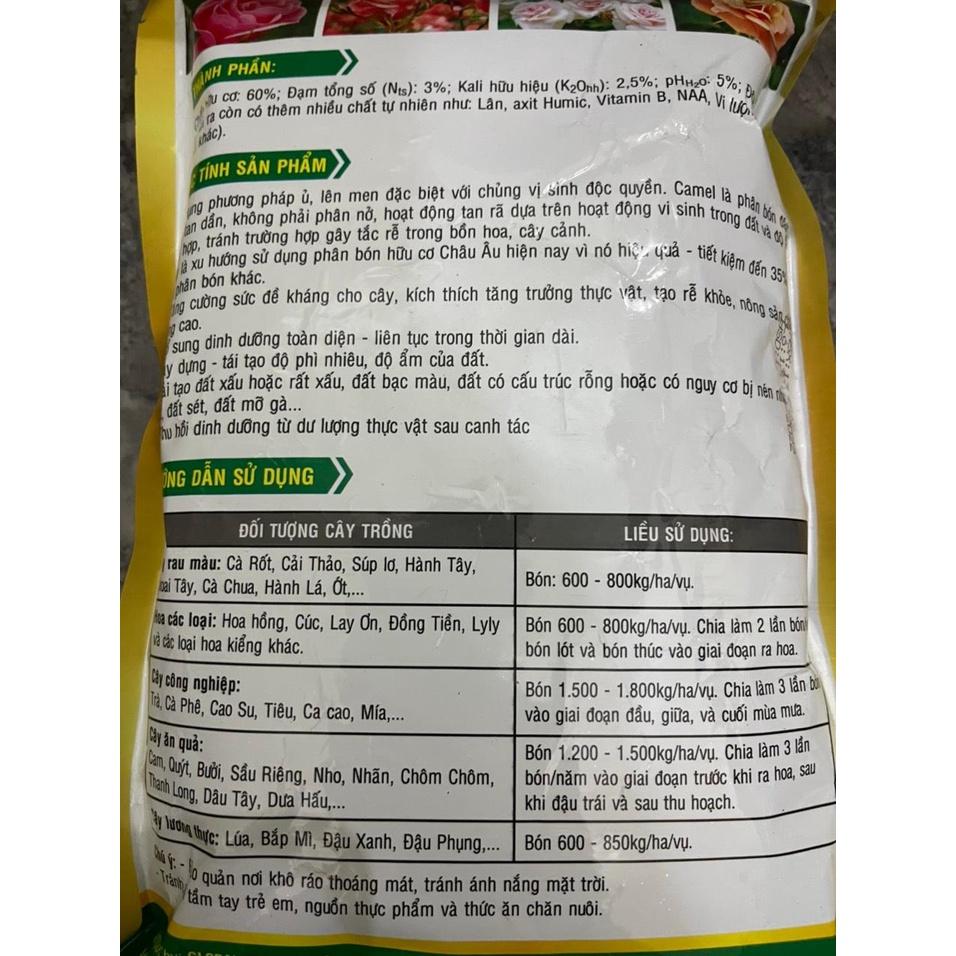 THÀNH PHẦN:
hữu cơ: 60%; Đạm tổng số (Nts): 3%; Kali hữu hiệu (K2Ohh): 2,5%; pHH2O: 5%;
ra còn có thêm nhiều chất tự nhiên như: Lân, axit Humic, Vitamin B, NAA, Vi
khác).
TÍNH SẢN PHẨM
phương pháp ủ, lên men đặc biệt với chủng vi sinh độc quyền. Camel là phân bón
tan dần, không phải phân nở, hoạt động tan rã dựa trên hoạt động vi sinh trong đất và độ
hợp, tránh trường hợp gây tắc rễ trong bồn hoa, cây cảnh.
là xu hướng sử dụng phân bón hữu cơ Châu Âu hiện nay vì nó hiệu quả - tiết kiệm đến 35%
phân bón khác.
cường sức đề kháng cho cây, kích thích tăng trưởng thực vật, tạo rễ khỏe, nông sản
cao.
sung dinh dưỡng toàn diện - liên tục trong thời gian dài.
dựng - tái tạo độ phì nhiêu, độ ẩm của đất.
tạo đất xấu hoặc rất xấu, đất bạc màu, đất có cấu trúc rỗng hoặc có nguy cơ bị nén
đất sét, đất mỡ gà...
hồi dinh dưỡng từ dư lượng thực vật sau canh tác
DẪN SỬ DỤNG
ĐỐI TƯỢNG CÂY TRỒNG LIỀU SỬ DỤNG:
rau màu: Cà Rốt, Cải Thảo, Súp lơ, Hành Tây,
Tây, Cà Chua, Hành Lá, Ớt,...
Bón: 600 - 800kg/ha/vụ.
Hoa các loại: Hoa hồng, Cúc, Lay Ơn, Đồng Tiền, Lyly
và các loại hoa kiểng khác.
Bón 600 - 800kg/ha/vụ. Chia làm 2 lần bón
bón lót và bón thúc vào giai đoạn ra hoa.
Cây công nghiệp:
Trà, Cà Phê, Cao Su, Tiêu, Ca cao, Mía,...
Bón 1.500 - 1.800kg/ha/vụ. Chia làm 3 lần bón
vào giai đoạn đầu, giữa, và cuối mùa mưa.
Cây ăn quả:
Cam, Quýt, Bưởi, Sầu Riêng, Nho, Nhãn, Chôm Chôm,
Thanh Long, Dâu Tây, Dưa Hấu,...
Bón 1.200 - 1.500kg/ha/vụ. Chia làm 3 lần
bón/năm vào giai đoạn trước khi ra hoa, sau
khi đậu trái và sau thu hoạch.
Cây lương thực: Lúa, Bắp Mì, Đậu Xanh, Đậu Phụng,...
Bón 600 - 850kg/ha/vụ.
Chú ý: - quản nơi khô ráo thoáng mát, tránh ánh nắng mặt trời.
- Tránh tầm tay trẻ em, nguồn thực phẩm và thức ăn chăn nuôi.